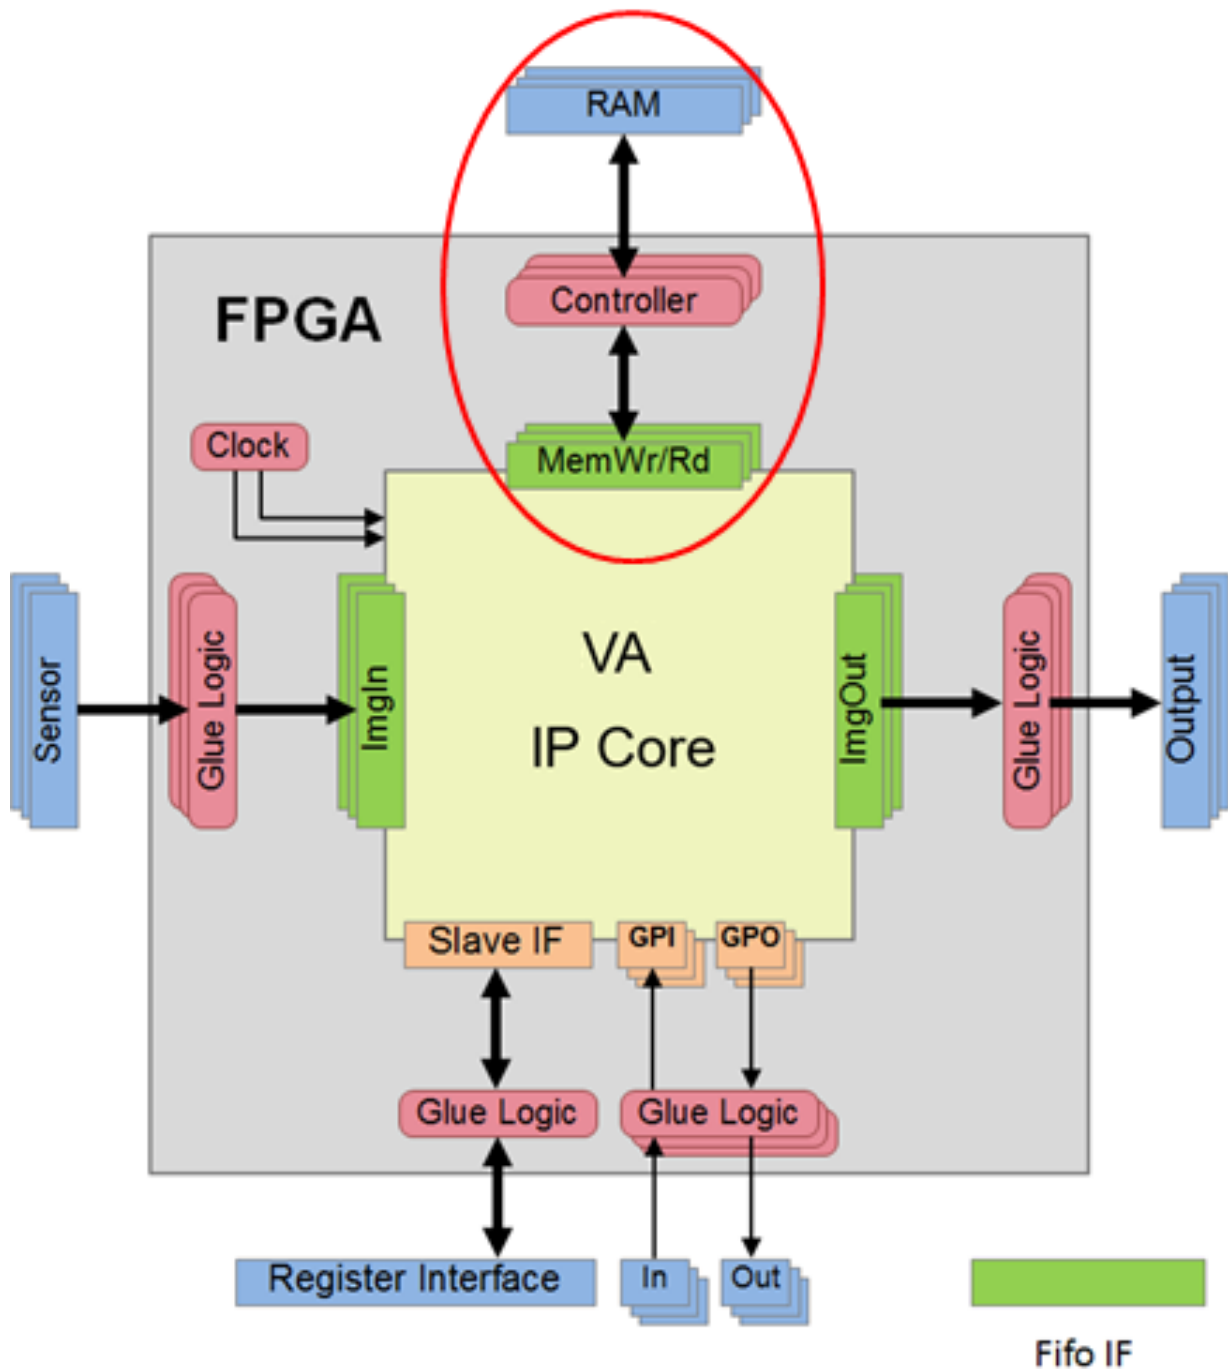 RAM
FPGA
Controller
Clock
MemWr/Rd
Sensor
Glue Logic
ImgIn
VA
IP Core
ImgOut
Glue Logic
Output
Slave IF
GPI
GPO
Glue Logic
Glue Logic
Register Interface
In
Out
Fifo IF